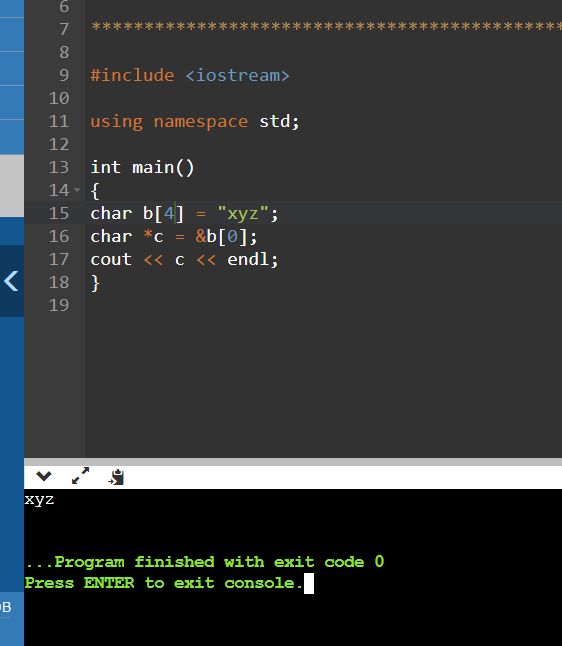 6
7 *********************************************
8
9 #include <iostream>
10
11 using namespace std;
12
13 int main()
14 {
15 char b[4] = "xyz";
16 char *c = &b[0];
17 cout << c << endl;
18 }
19
xyz
...Program finished with exit code 0
Press ENTER to exit console.
B